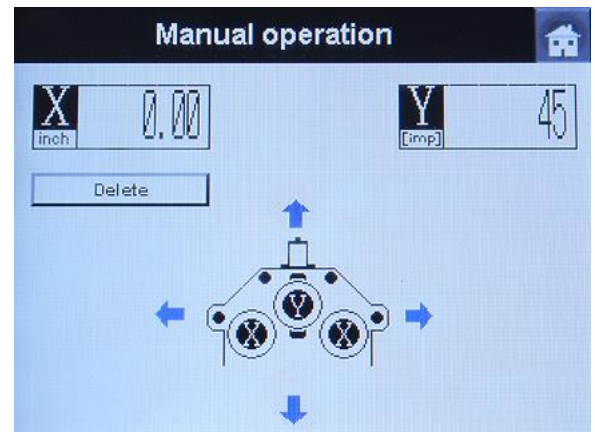 Manual operation
X 0.00 Y 45
inch [imp]
Delete
Y
X X